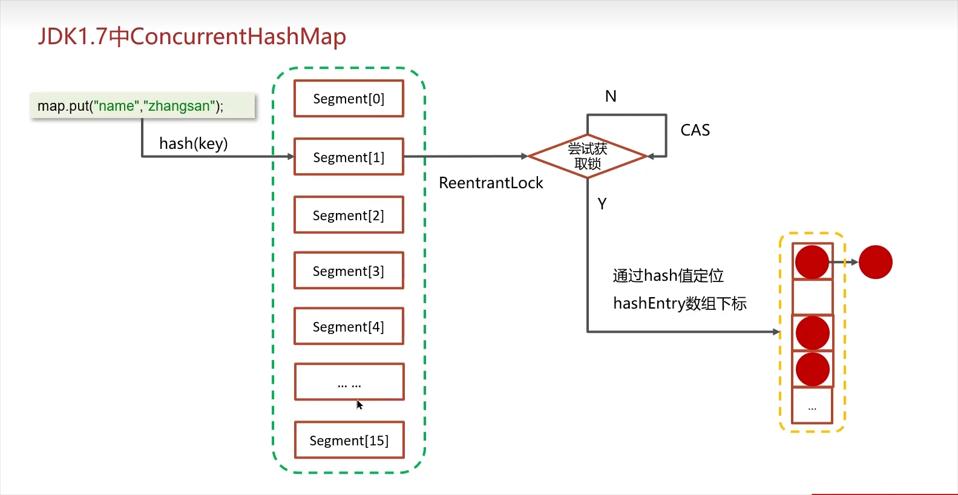 JDK1.7中ConcurrentHashMap
map.put("name","zhangsan");
hash(key)
Segment[0]
Segment[1]
Segment[2]
Segment[3]
Segment[4]
... ...
Segment[15]
ReentrantLock
尝试获
取锁
N
CAS
Y
通过hash值定位
hashEntry数组下标
...